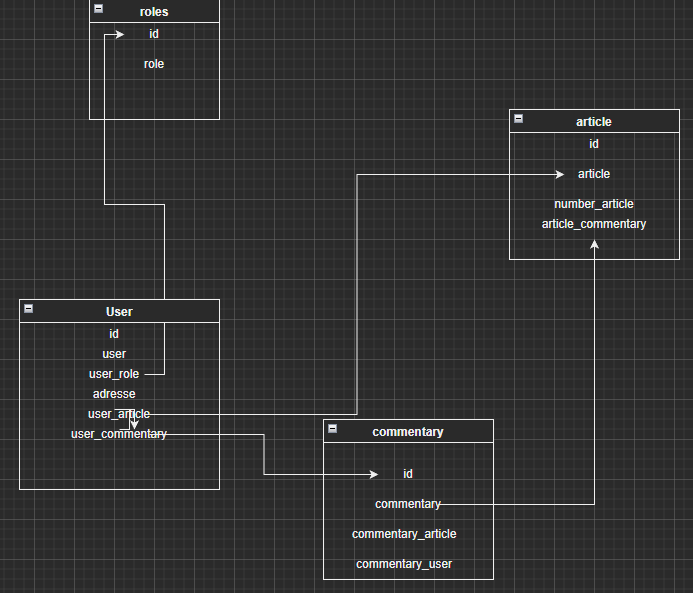 roles
id
role
article
id
article
number_article
article_commentary
User
id
user
user_role
adresse
user_article
user_commentary
commentary
id
commentary
commentary_article
commentary_user